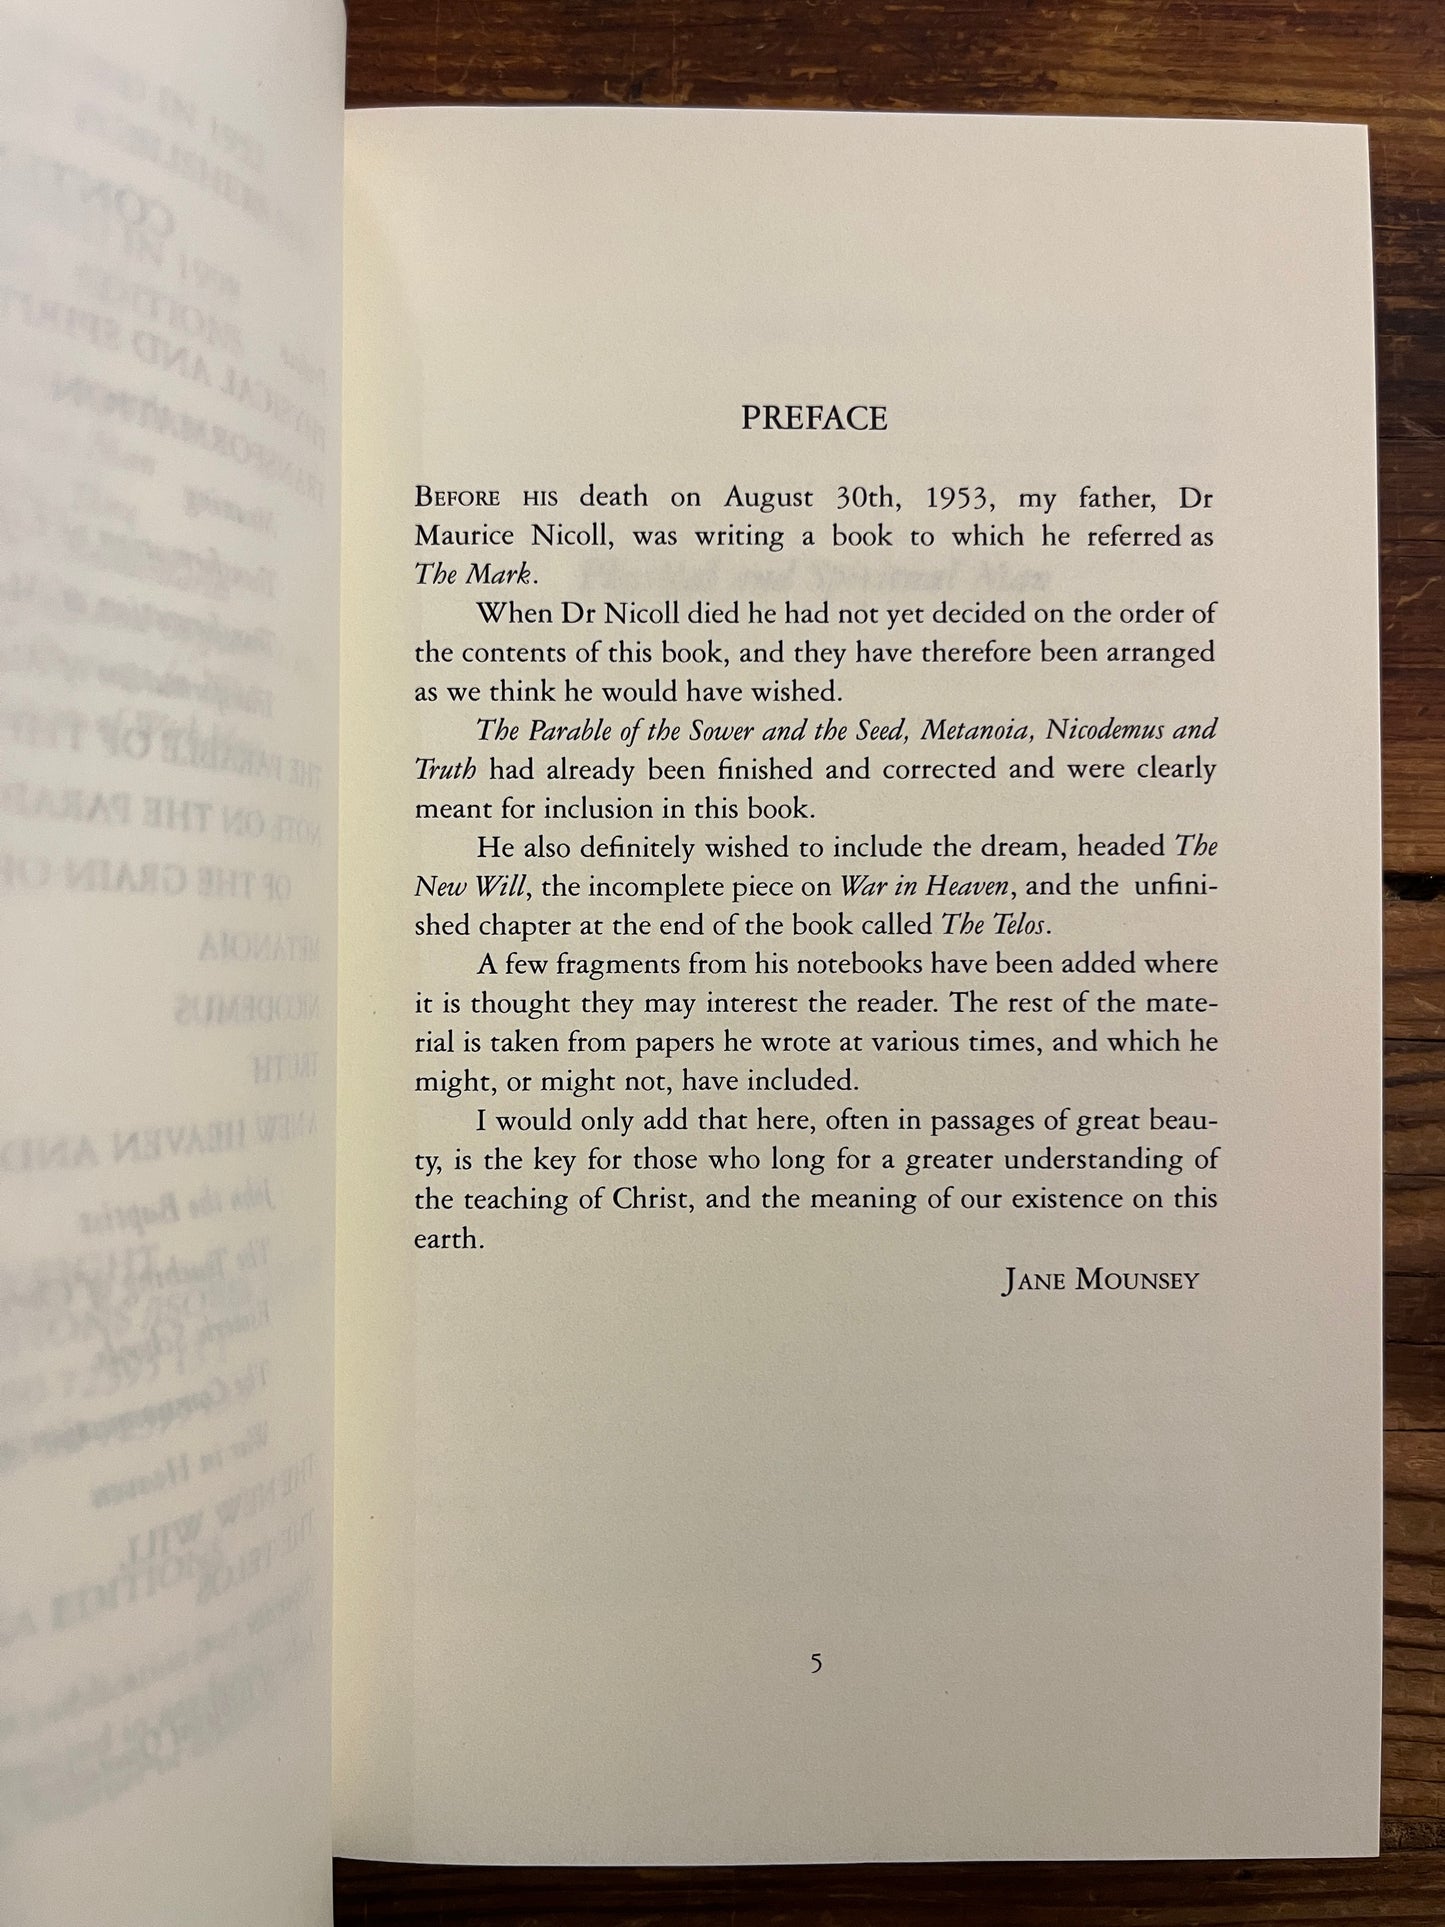 PREFACE
BEFORE HIS death on August 30th, 1953, my father, Dr
Maurice Nicoll, was writing a book to which he referred as
The Mark.
When Dr Nicoll died he had not yet decided on the order of
the contents of this book, and they have therefore been arranged
as we think he would have wished.
The Parable of the Sower and the Seed, Metanoia, Nicodemus and
Truth had already been finished and corrected and were clearly
meant for inclusion in this book.
He also definitely wished to include the dream, headed The
New Will, the incomplete piece on War in Heaven, and the unfini-
shed chapter at the end of the book called The Telos.
A few fragments from his notebooks have been added where
it is thought they may interest the reader. The rest of the mate-
rial is taken from papers he wrote at various times, and which he
might, or might not, have included.
I would only add that here, often in passages of great beau-
ty, is the key for those who long for a greater understanding of
the teaching of Christ, and the meaning of our existence on this
earth.
JANE MOUNSEY
5